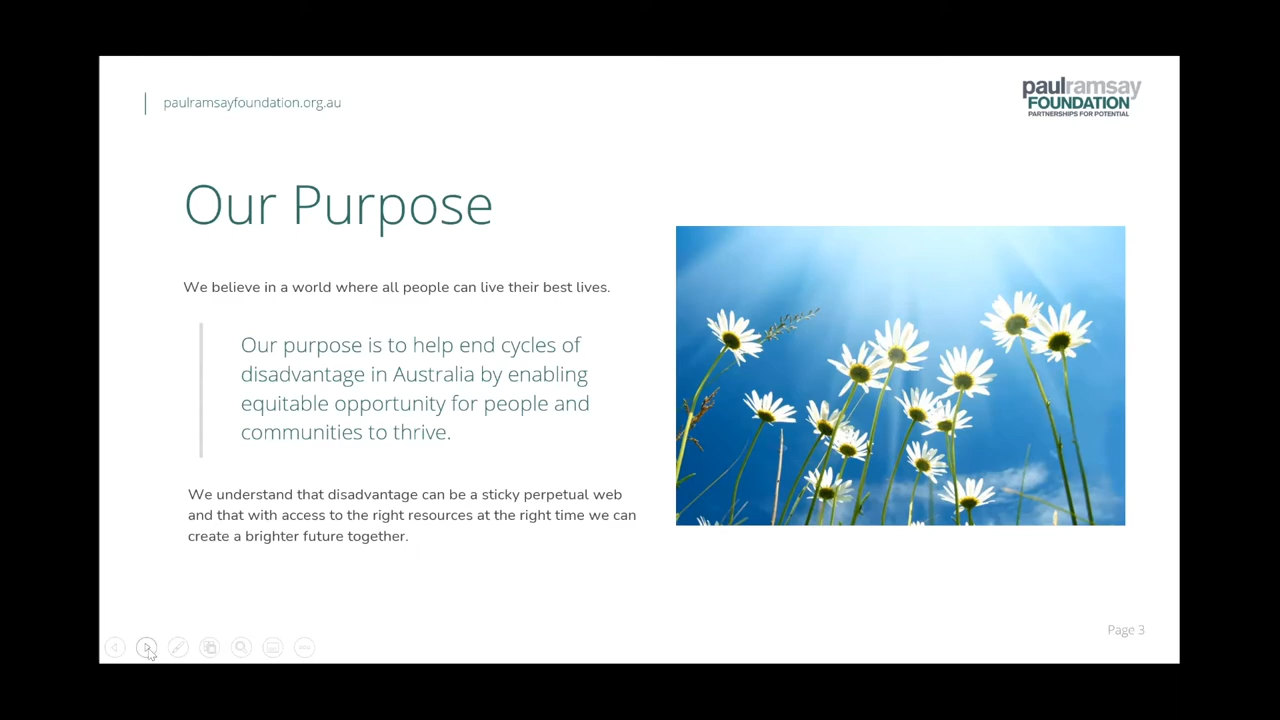 paulramsayfoundation.org.au
paulramsay
FOUNDATION
PARTNERSHIPS FOR POTENTIAL
Our Purpose
We believe in a world where all people can live their best lives.
Our purpose is to help end cycles of
disadvantage in Australia by enabling
equitable opportunity for people and
communities to thrive.
We understand that disadvantage can be a sticky perpetual web
and that with access to the right resources at the right time we can
create a brighter future together.
Page 3